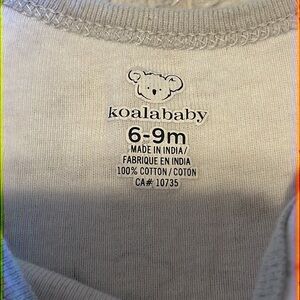 koalababy
6-9m
MADE IN INDIA/
FABRIQUE EN INDIA
100% COTTON / COTON
CA# 10735